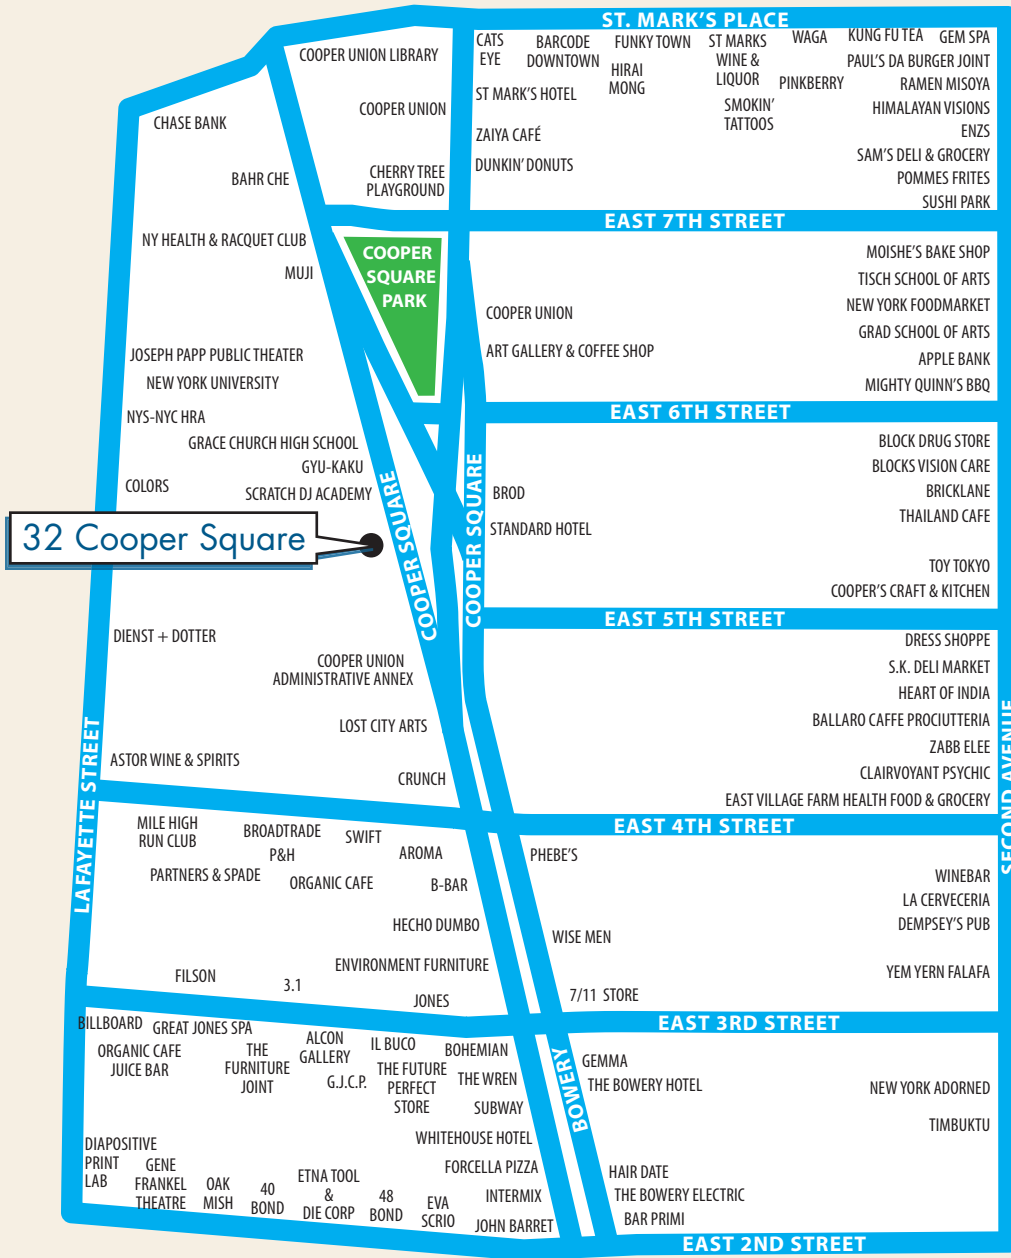 ST. MARK'S PLACE
CATS
EYE
BARCODE
DOWNTOWN
FUNKY TOWN
HIRAI
MONG
ST MARKS
WINE &
LIQUOR
WAGA
KUNG FU TEA
GEM SPA
PAUL'S DA BURGER JOINT
PINKBERRY
RAMEN MISOYA
SMOKIN'
TATTOOS
HIMALAYAN VISIONS
ENZS
SAM'S DELI & GROCERY
POMMES FRITES
SUSHI PARK
ST MARK'S HOTEL
ZAIYA CAFÉ
DUNKIN' DONUTS
COOPER UNION LIBRARY
COOPER UNION
CHERRY TREE
PLAYGROUND
CHASE BANK
BAHR CHE
EAST 7TH STREET
NY HEALTH & RACQUET CLUB
MUJI
COOPER
SQUARE
PARK
COOPER UNION
ART GALLERY & COFFEE SHOP
MOISHE'S BAKE SHOP
TISCH SCHOOL OF ARTS
NEW YORK FOODMARKET
GRAD SCHOOL OF ARTS
APPLE BANK
MIGHTY QUINN'S BBQ
JOSEPH PAPP PUBLIC THEATER
NEW YORK UNIVERSITY
NYS-NYC HRA
GRACE CHURCH HIGH SCHOOL
GYU-KAKU
COLORS
SCRATCH DJ ACADEMY
EAST 6TH STREET
BLOCK DRUG STORE
BLOCKS VISION CARE
BRICKLANE
THAILAND CAFE
TOY TOKYO
COOPER'S CRAFT & KITCHEN
BROD
STANDARD HOTEL
32 Cooper Square
COOPER SQUARE
COOPER SQUARE
EAST 5TH STREET
DIENST + DOTTER
COOPER UNION
ADMINISTRATIVE ANNEX
LOST CITY ARTS
ASTOR WINE & SPIRITS
CRUNCH
DRESS SHOPPE
S.K. DELI MARKET
HEART OF INDIA
BALLARO CAFFE PROCIUTTERIA
ZABB ELEE
CLAIRVOYANT PSYCHIC
EAST VILLAGE FARM HEALTH FOOD & GROCERY
LAFAYETTE STREET
SECOND AVENUE
EAST 4TH STREET
MILE HIGH
RUN CLUB
BROADTRADE
SWIFT
P&H
AROMA
PARTNERS & SPADE
ORGANIC CAFE
B-BAR
HECHO DUMBO
ENVIRONMENT FURNITURE
FILSON
3.1
JONES
PHEBE'S
WISE MEN
7/11 STORE
WINEBAR
LA CERVECERIA
DEMPSEY'S PUB
YEM YERN FALAFA
EAST 3RD STREET
BILLBOARD
GREAT JONES SPA
ORGANIC CAFE
JUICE BAR
THE
FURNITURE
JOINT
ALCON
GALLERY
G.J.C.P.
IL BUCO
THE FUTURE
PERFECT
STORE
BOHEMIAN
THE WREN
SUBWAY
WHITEHOUSE HOTEL
FORCELLA PIZZA
INTERMIX
JOHN BARRET
DIAPOSITIVE
PRINT
LAB
GENE
FRANKEL
THEATRE
OAK
MISH
40
BOND
ETNA TOOL
&
DIE CORP
48
BOND
EVA
SCRIO
BOWERY
GEMMA
THE BOWERY HOTEL
NEW YORK ADORNED
TIMBUKTU
HAIR DATE
THE BOWERY ELECTRIC
BAR PRIMI
EAST 2ND STREET